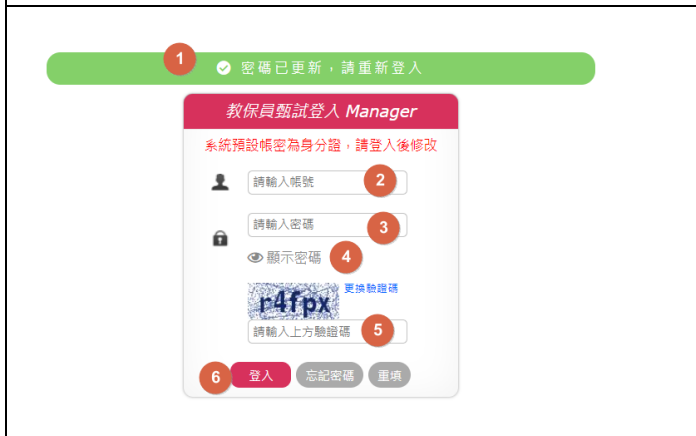 1 密碼已更新，請重新登入
教保員甄試登入 Manager
系統預設帳密為身分證，請登入後修改
請輸入帳號 2
請輸入密碼 3
顯示密碼 4
r4fpx 更換驗證碼
請輸入上方驗證碼 5
6 登入 忘記密碼 重填